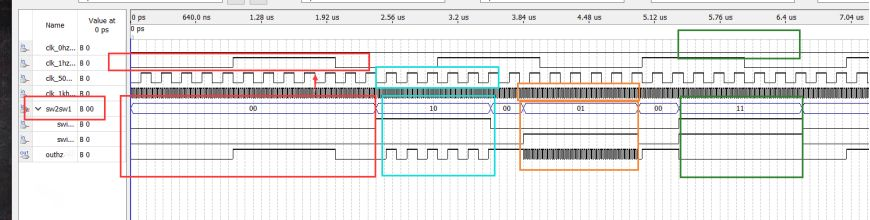 Name Value at 0 ps
0 ps 640.0 ns 1.28 us 1.92 us 2.56 us 3.2 us 3.84 us 4.48 us 5.12 us 5.76 us 6.4 us 7.04 us
0 ps
clk_0hz... B 0
clk_1hz... B 0
clk_50... B 0
clk_1kh... B 0
sw2sw1 B 00 00 10 00 01 00 11
swi... B 0
swi... B 0
outhz B 0